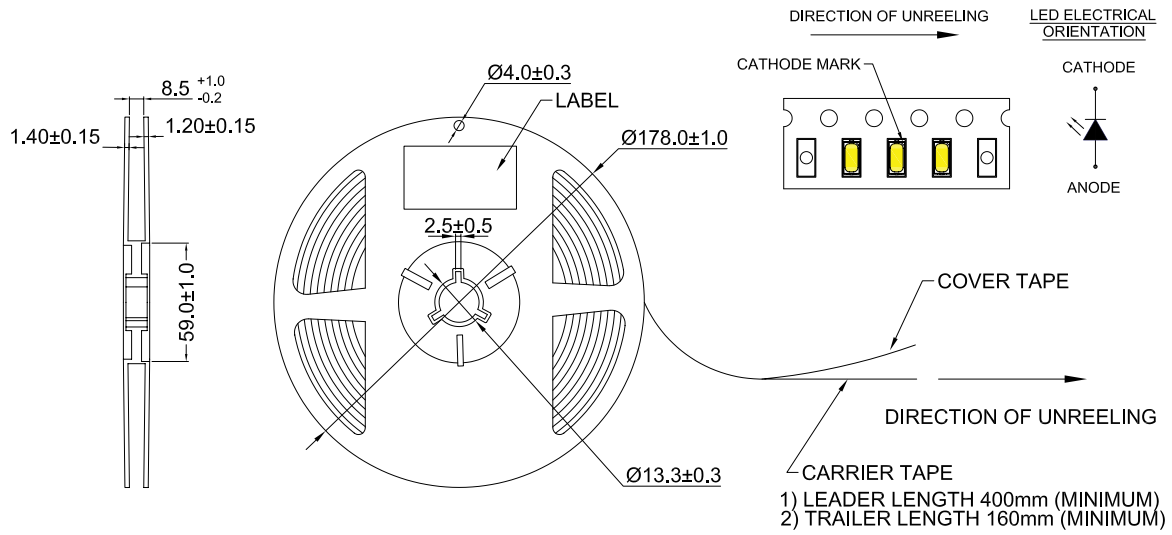 DIRECTION OF UNREELING
LED ELECTRICAL
ORIENTATION
CATHODE MARK
CATHODE
ANODE
8.5 +1.0 -0.2
1.40±0.15
1.20±0.15
59.0±1.0
Ø4.0±0.3
LABEL
Ø178.0±1.0
2.5±0.5
Ø13.3±0.3
COVER TAPE
DIRECTION OF UNREELING
CARRIER TAPE
1) LEADER LENGTH 400mm (MINIMUM)
2) TRAILER LENGTH 160mm (MINIMUM)